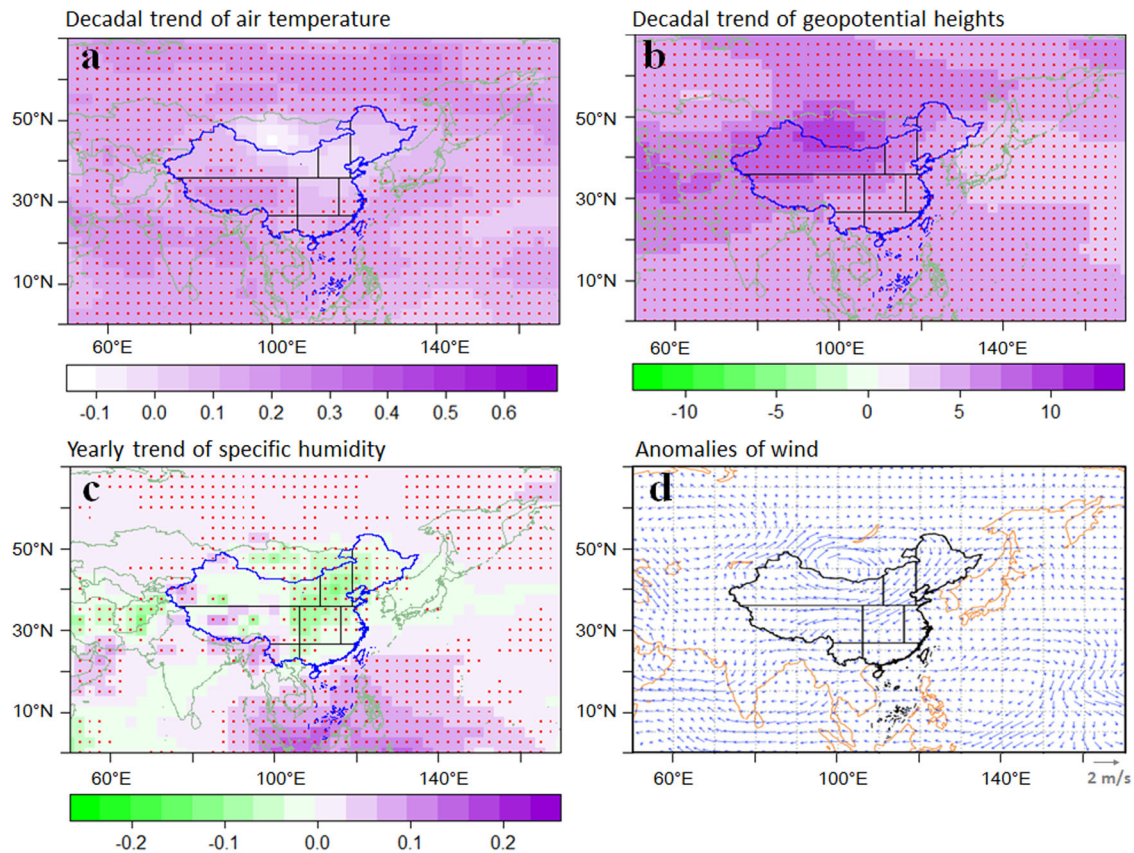 Decadal trend of air temperature
a
50°N
30°N
10°N
60°E 100°E 140°E
-0.1 0.0 0.1 0.2 0.3 0.4 0.5 0.6
Decadal trend of geopotential heights
b
50°N
30°N
10°N
60°E 100°E 140°E
-10 -5 0 5 10
Yearly trend of specific humidity
c
50°N
30°N
10°N
60°E 100°E 140°E
-0.2 -0.1 0.0 0.1 0.2
Anomalies of wind
d
50°N
30°N
10°N
60°E 100°E 140°E
2 m/s